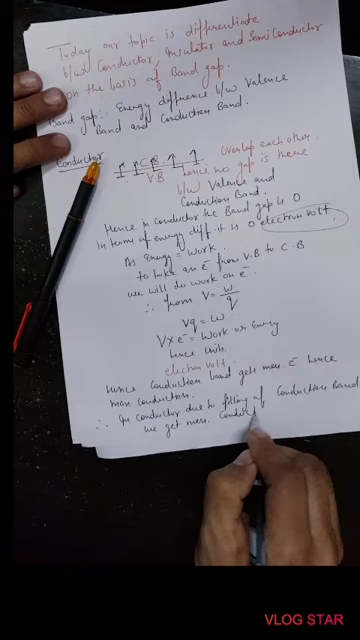 Today our topic is differentiate
b/w Conductor, Insulator and Semiconductor
on the basis of Band gap.
Band gap:- Energy diffrence b/w Valence
Band and Conduction Band.
Conductor
C.B.
V.B
Overlap each other.
hence no gap is there
b/w Valence and
Conduction Band.
Hence in Conductor the Band gap is 0
In terms of energy diff. it is 0 electron volt.
As Energy = Work.
to take an e⁻ from V.B to C.B
we will do work on e⁻.
∴ from V = W/q
Vq = W
V x e⁻ = Work or Energy
hence Unit
electron volt.
Hence Conduction band gets max. e⁻ hence
max conduction.
∴ In Conductor due to filling of Conduction Band
we get max. Conduct
VLOG STAR